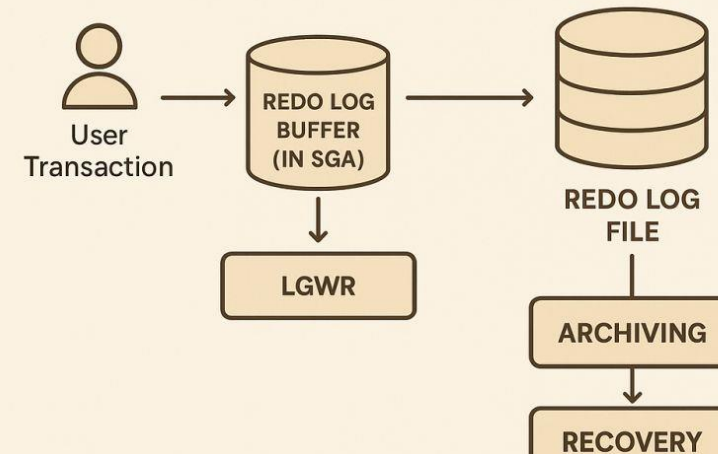 User
Transaction
REDO LOG
BUFFER
(IN SGA)
REDO LOG
FILE
LGWR
ARCHIVING
RECOVERY